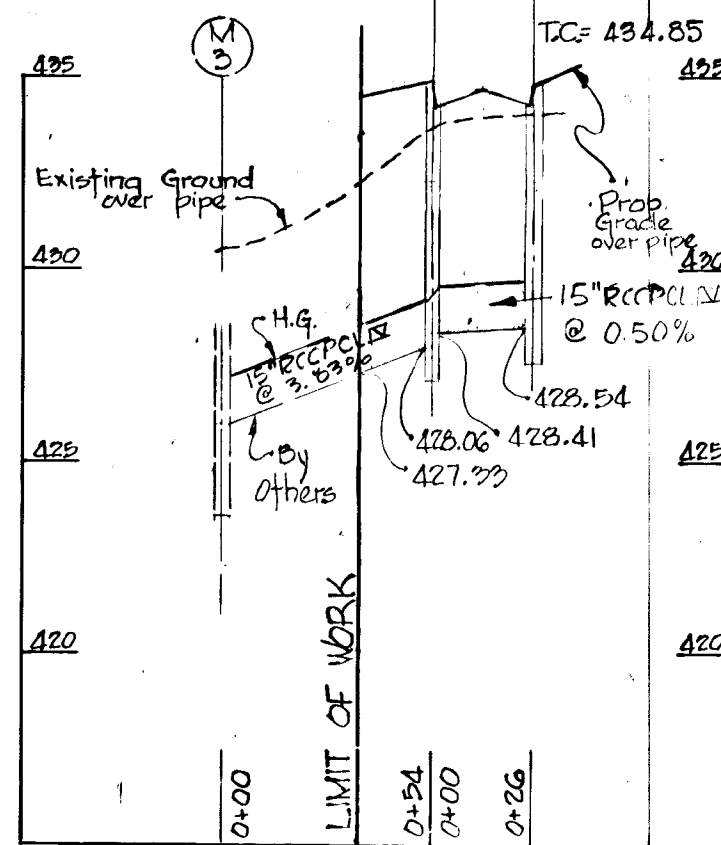 M
3
T.C.= 434.85
435
435
Existing Ground
over pipe
Prop.
Grade
over pipe
430
430
H.G.
15"RCCPCL IV
@ 3.83%
15"RCCPCL IV
@ 0.50%
428.54
428.06
428.41
427.33
425
425
By
Others
420
420
LIMIT OF WORK
0+00
0+54
0+00
0+26